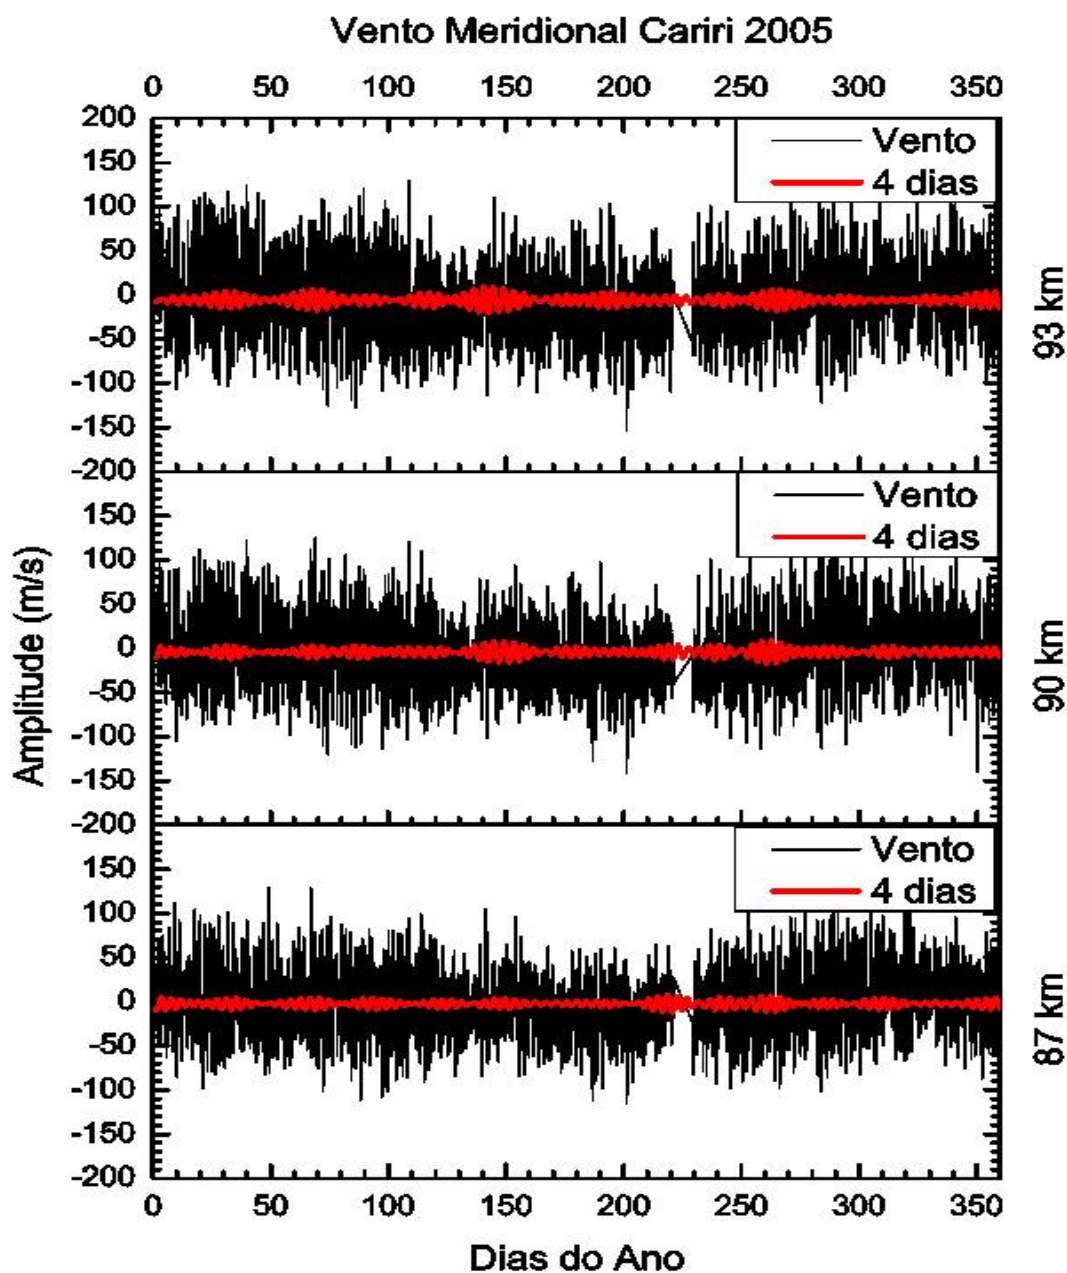 Vento Meridional Cariri 2005
0 50 100 150 200 250 300 350
200
150
100
50
0
-50
-100
-150
-200
Vento
4 dias
93 km
150
100
50
0
-50
-100
-150
-200
Vento
4 dias
90 km
Amplitude (m/s)
150
100
50
0
-50
-100
-150
-200
Vento
4 dias
87 km
0 50 100 150 200 250 300 350
Dias do Ano